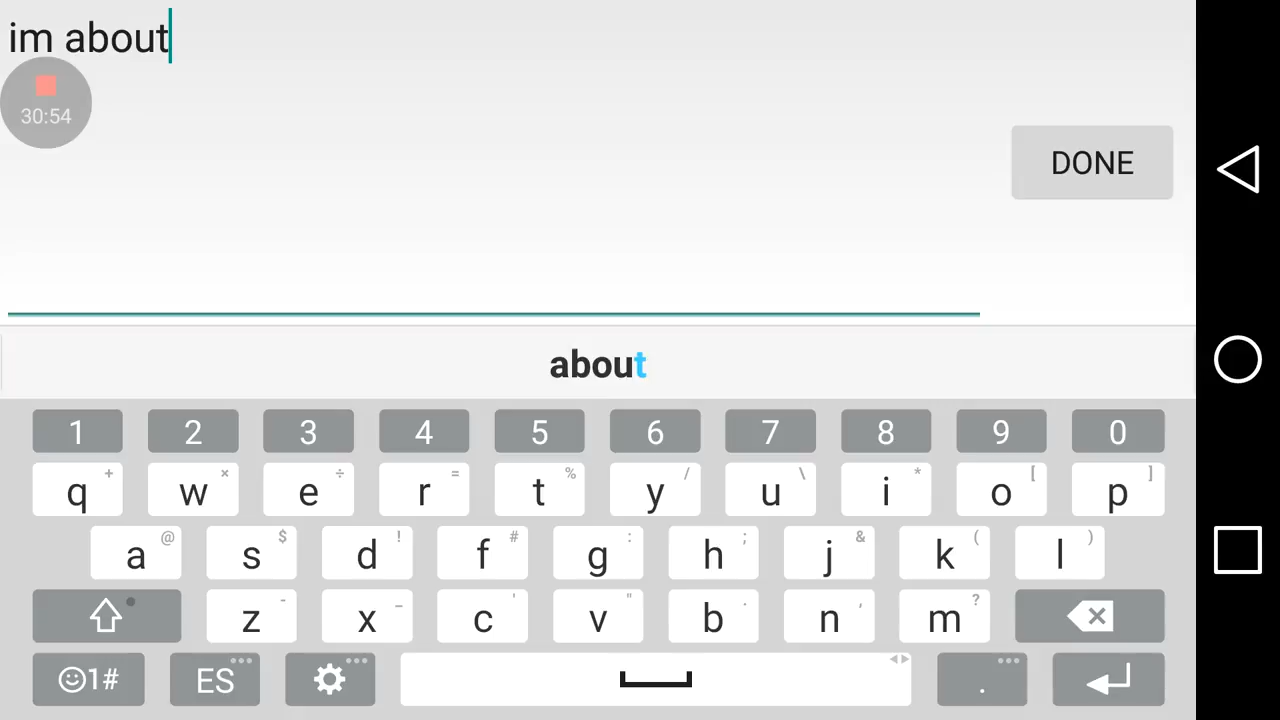 im about
30:54
DONE
about
1 2 3 4 5 6 7 8 9 0
q + w × e ÷ r = t % y / u \ i * o [ p ]
a @ s $ d ! f # g : h ; j & k ( l )
z - x _ c ' v " b . n , m ?
1# ES .